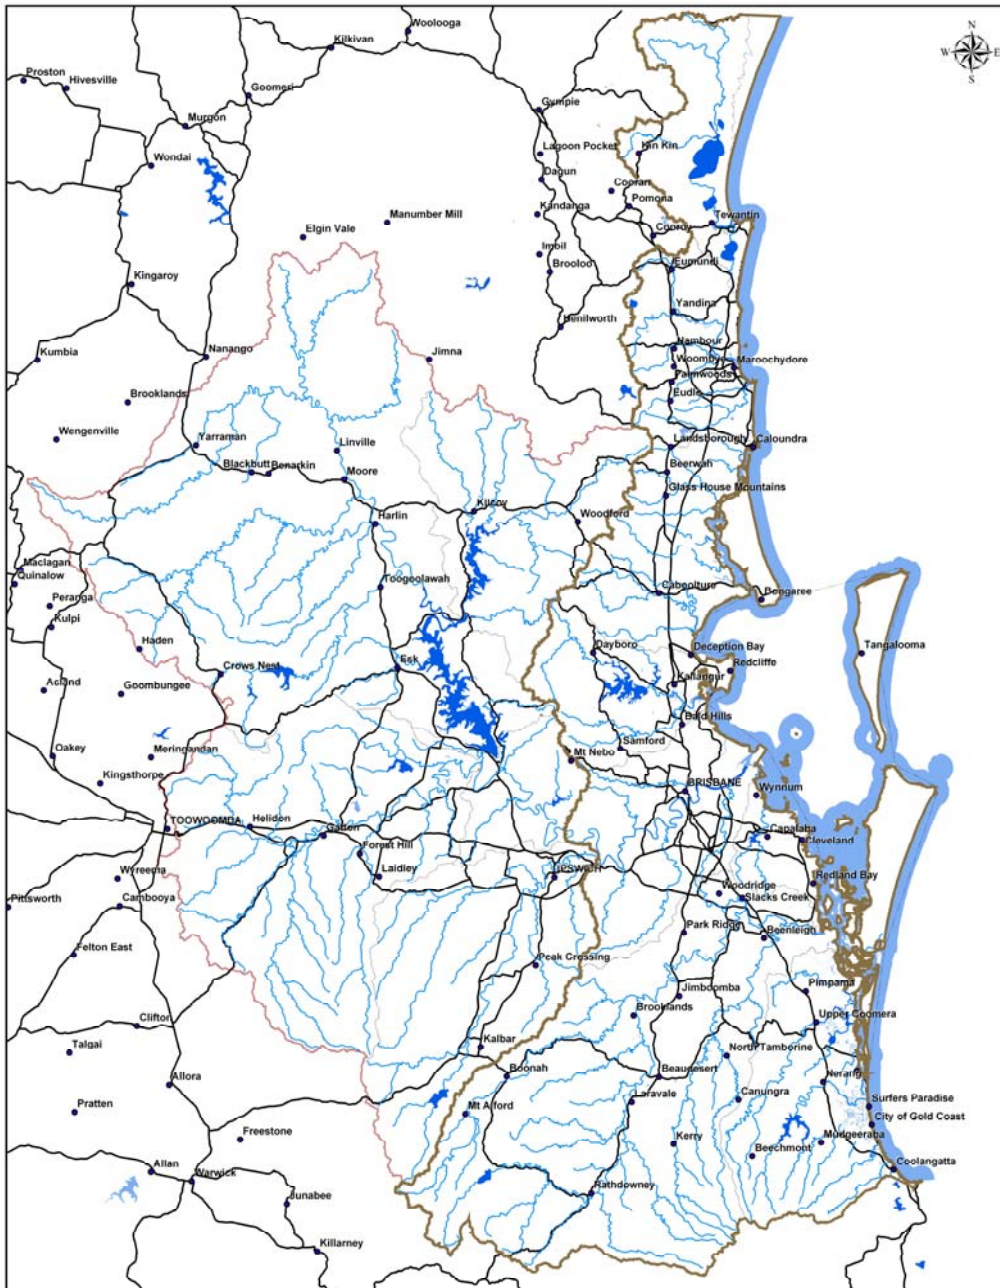 Woolooga
Kilkivan
N
W
E
S
Proston
Hivesville
Goomeri
Gympie
Murgon
Lagoon Pocket
Kin Kin
Wondai
Dagun
Cooran
Pomona
Kandanga
Manumber Mill
Tewantin
Elgin Vale
Cooroy
Imbil
Brooloo
Eumundi
Kingaroy
Yandina
Kenilworth
Nambour
Kumbia
Nanango
Jimna
Woombye
Maroochydore
Palmwoods
Brooklands
Eudlo
Wengenville
Yarraman
Linville
Landsborough
Caloundra
Blackbutt
Benarkin
Moore
Beerwah
Glass House Mountains
Kilcoy
Harlin
Woodford
Maclagan
Quinalow
Toogoolawah
Caboolture
Bongaree
Peranga
Kulpi
Haden
Dayboro
Deception Bay
Tangalooma
Redcliffe
Esk
Crows Nest
Kallangur
Acland
Goombungee
Bald Hills
Samford
Oakey
Meringandan
Mt Nebo
Kingsthorpe
BRISBANE
Wynnum
TOOWOOMBA
Helidon
Gatton
Capalaba
Cleveland
Forest Hill
Laidley
IPSWICH
Redland Bay
Wyreema
Woodridge
Slacks Creek
Pittsworth
Cambooya
Park Ridge
Beenleigh
Felton East
Peak Crossing
Pimpama
Jimboomba
Brooklands
Clifton
Upper Coomera
Talgai
Kalbar
North Tamborine
Boonah
Beaudesert
Nerang
Allora
Canungra
Laravale
Surfers Paradise
Pratten
Mt Alford
City of Gold Coast
Freestone
Kerry
Mudgeeraba
Beechmont
Allan
Coolangatta
Warwick
Rathdowney
Junabee
Killarney